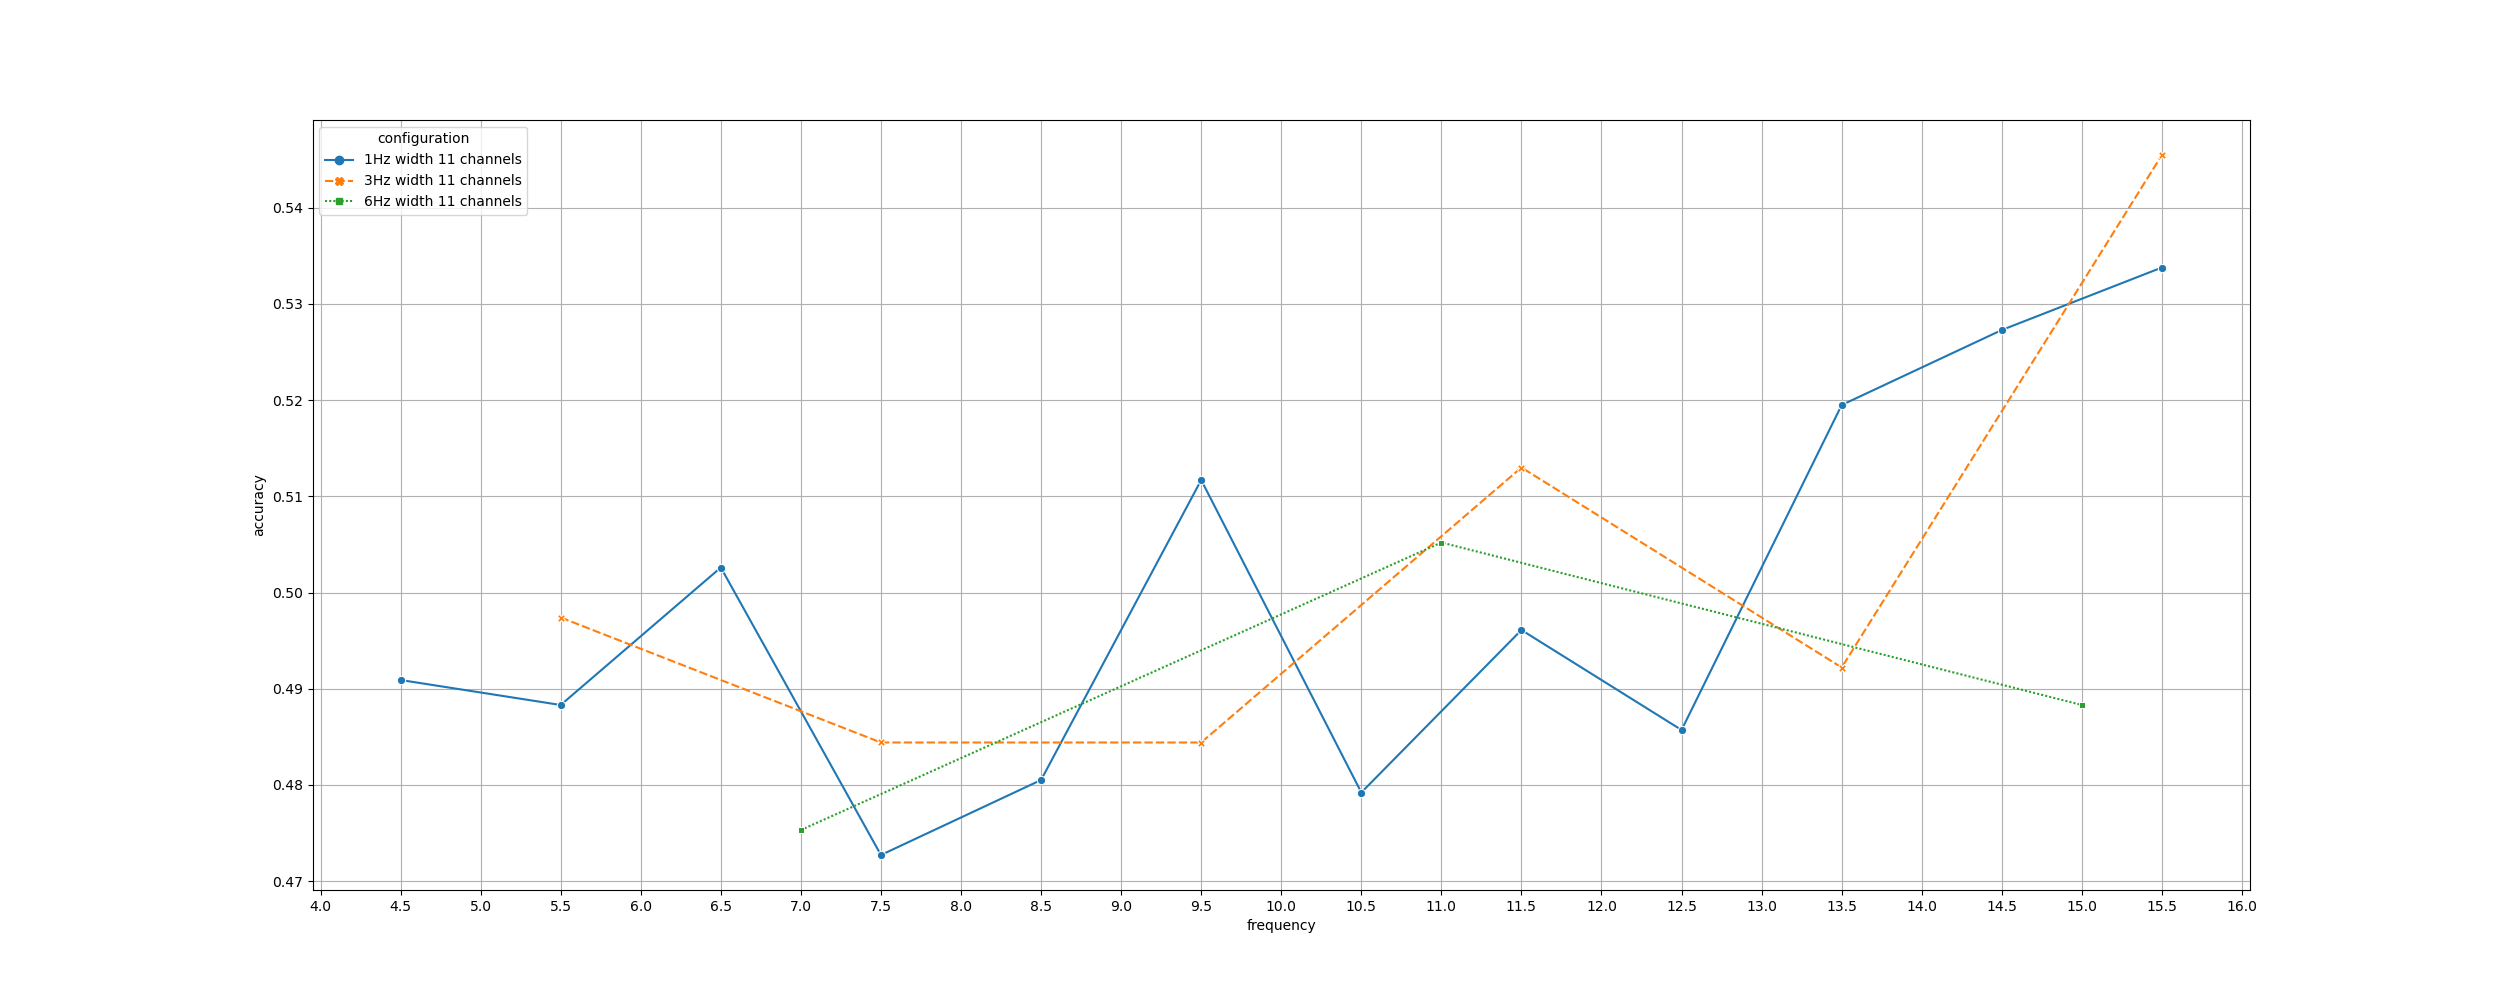 configuration
1Hz width 11 channels
3Hz width 11 channels
6Hz width 11 channels
0.54
0.53
0.52
0.51
0.50
0.49
0.48
0.47
accuracy
4.0 4.5 5.0 5.5 6.0 6.5 7.0 7.5 8.0 8.5 9.0 9.5 10.0 10.5 11.0 11.5 12.0 12.5 13.0 13.5 14.0 14.5 15.0 15.5 16.0
frequency